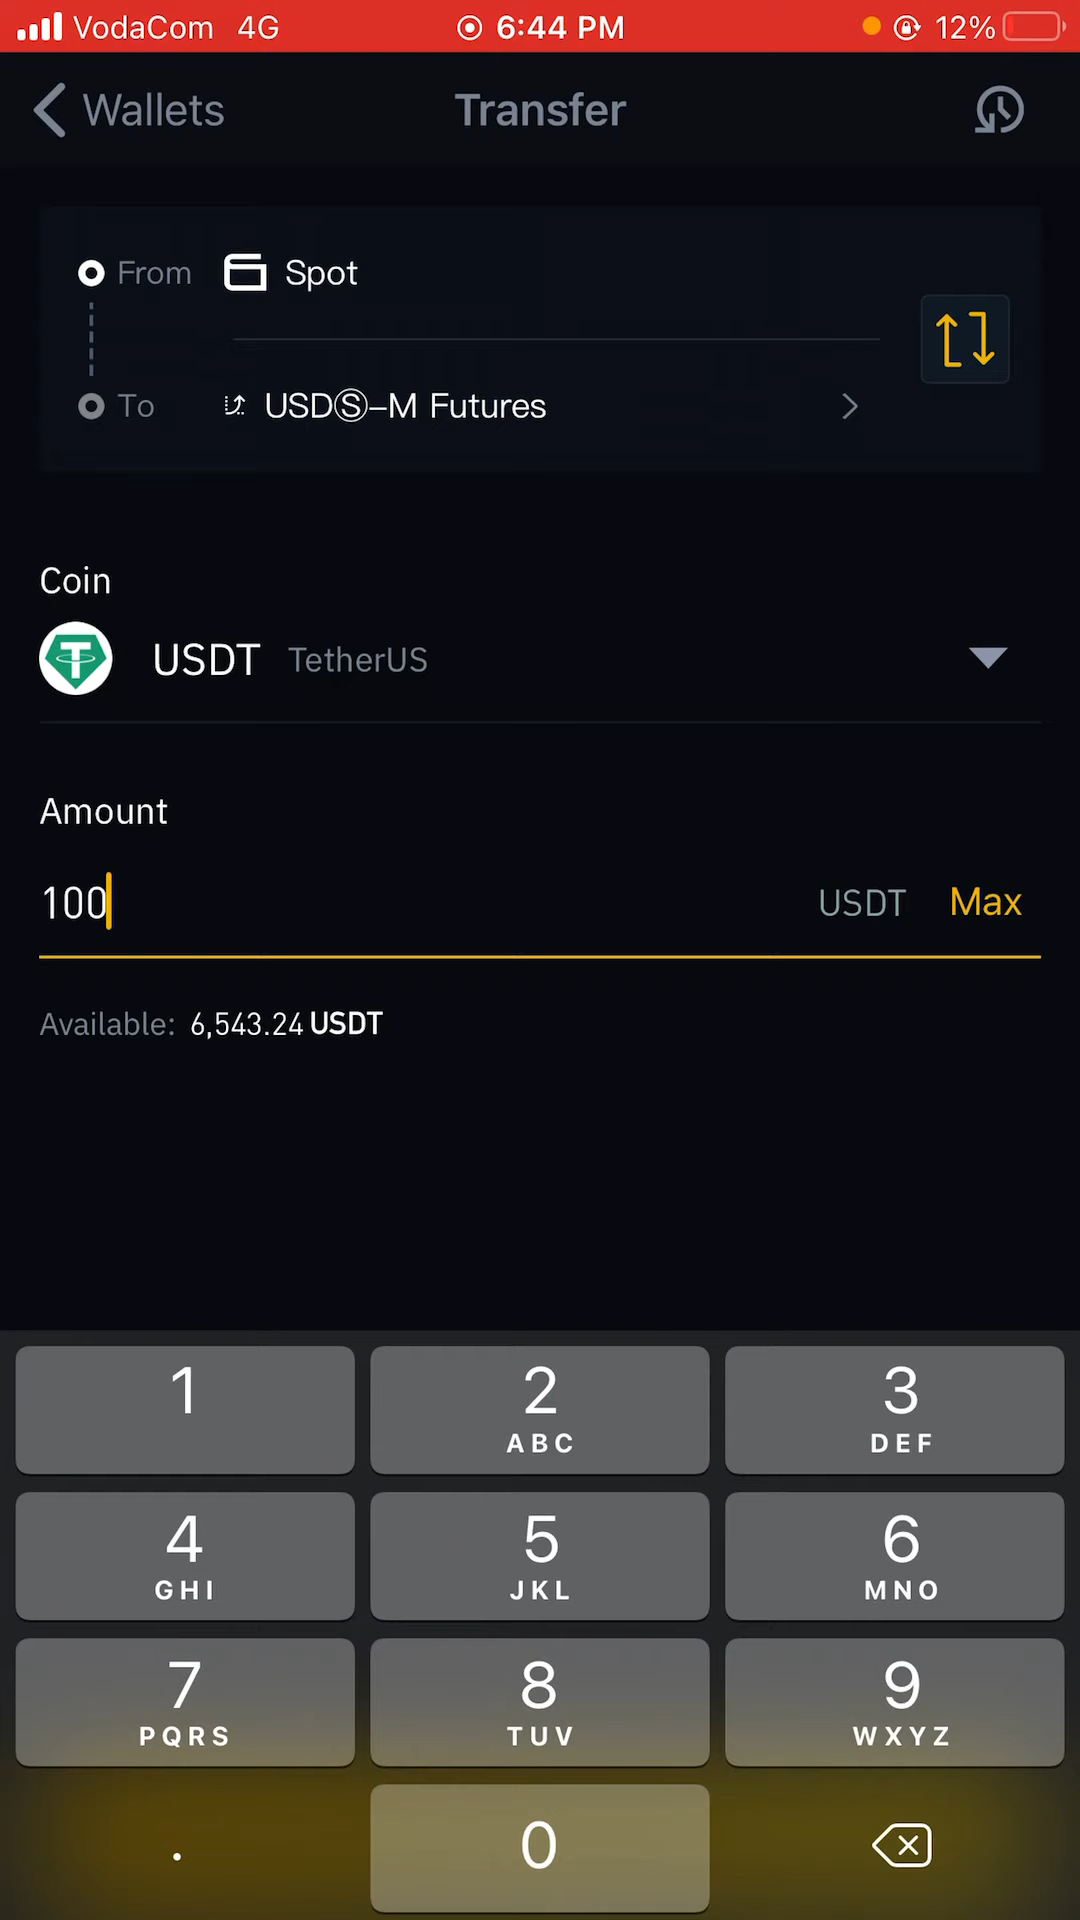 VodaCom 4G 6:44 PM 12%
Wallets Transfer
From Spot
To USDⓈ-M Futures
Coin
USDT TetherUS
Amount
100 USDT Max
Available: 6,543.24 USDT
1 2 3
ABC DEF
4 5 6
GHI JKL MNO
7 8 9
PQRS TUV WXYZ
. 0